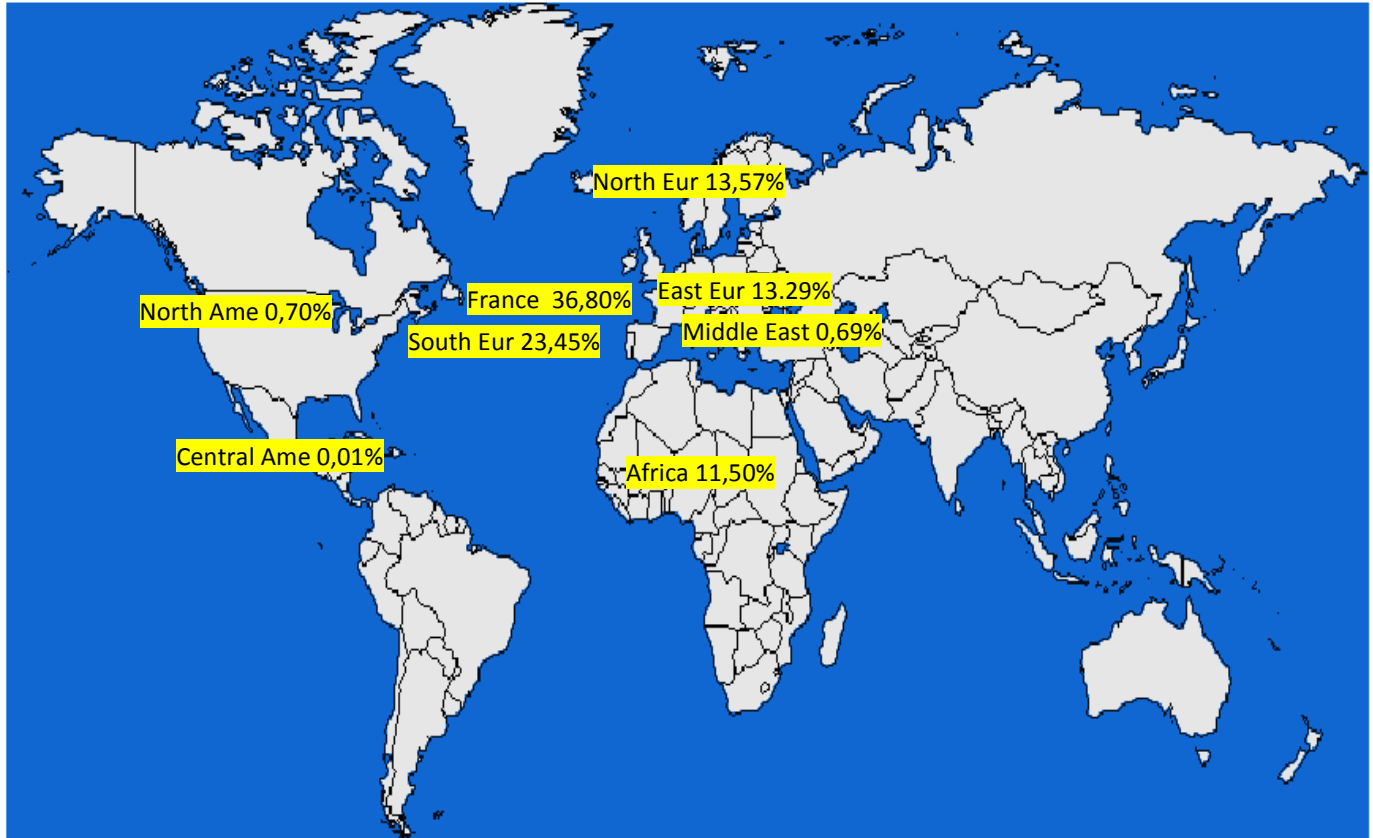 North Eur 13,57%
East Eur 13.29%
France  36,80%
North Ame 0,70%
Middle East 0,69%
South Eur 23,45%
Central Ame 0,01%
Africa 11,50%